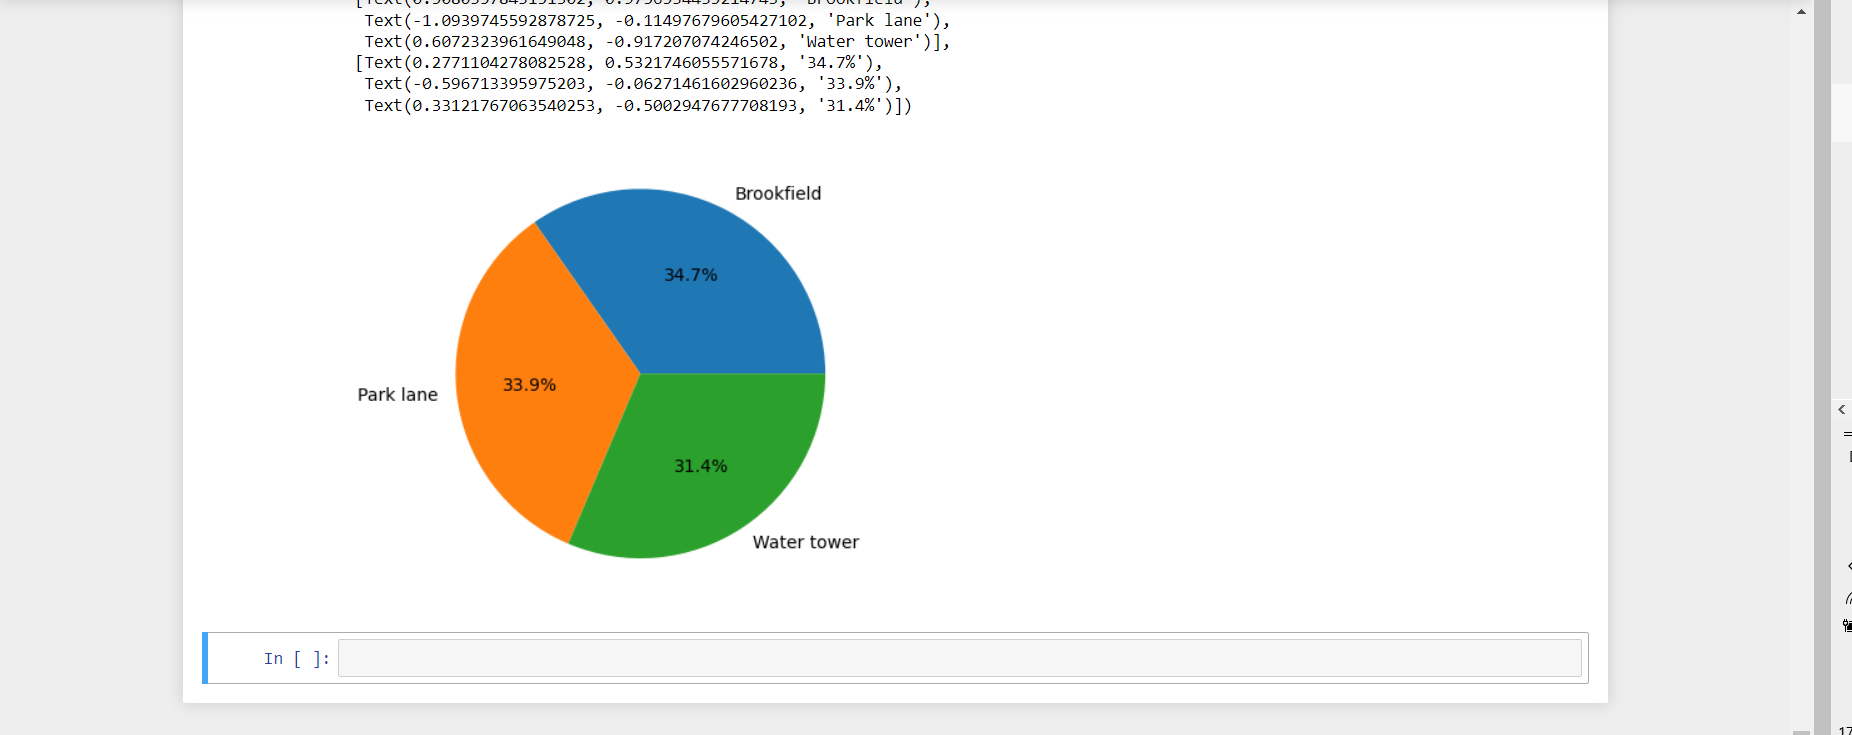 Text(-1.0939745592878725, -0.11497679605427102, 'Park lane'),
Text(0.6072323961649048, -0.917207074246502, 'Water tower')],
[Text(0.2771104278082528, 0.5321746055571678, '34.7%'),
Text(-0.596713395975203, -0.06271461602960236, '33.9%'),
Text(0.33121767063540253, -0.5002947677708193, '31.4%')])
Brookfield
34.7%
33.9%
Park lane
31.4%
Water tower
In [ ]:
17